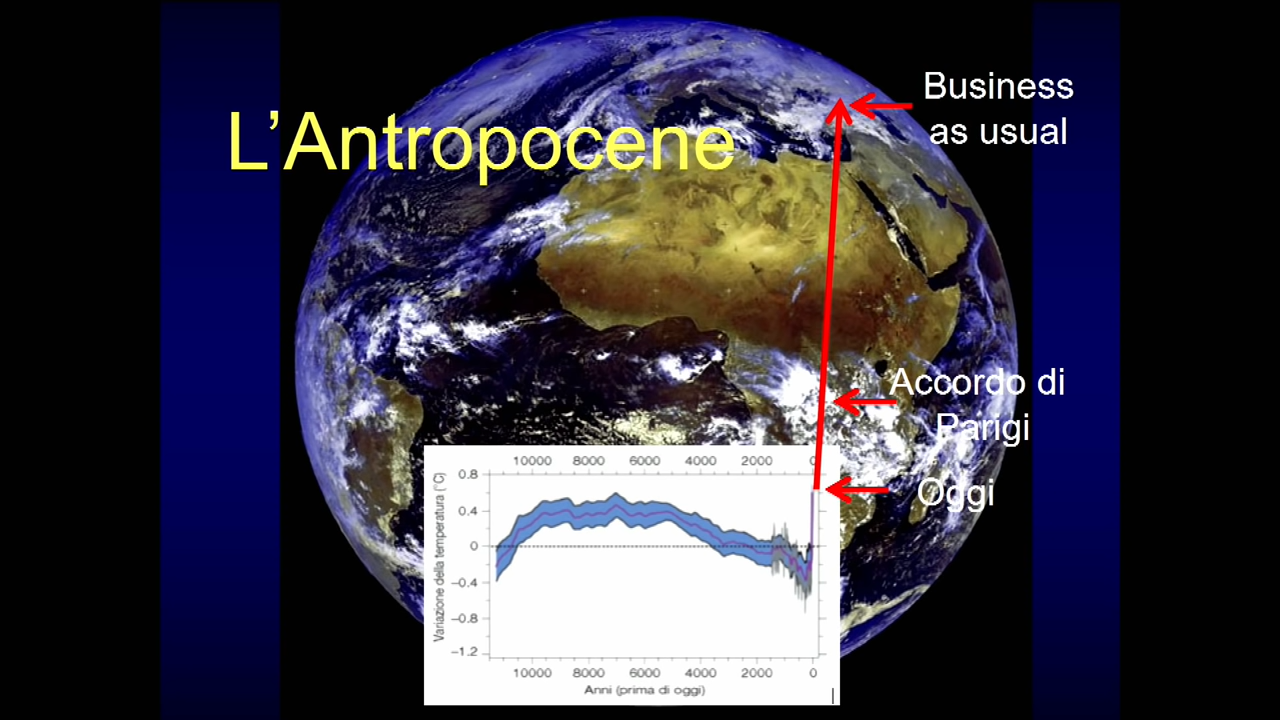 L’Antropocene
Business
as usual
Accordo di
Parigi
Oggi
10000 8000 6000 4000 2000 0
0.8
0.4
0
−0.4
−0.8
−1.2
Variazione della temperatura (°C)
10000 8000 6000 4000 2000 0
Anni (prima di oggi)